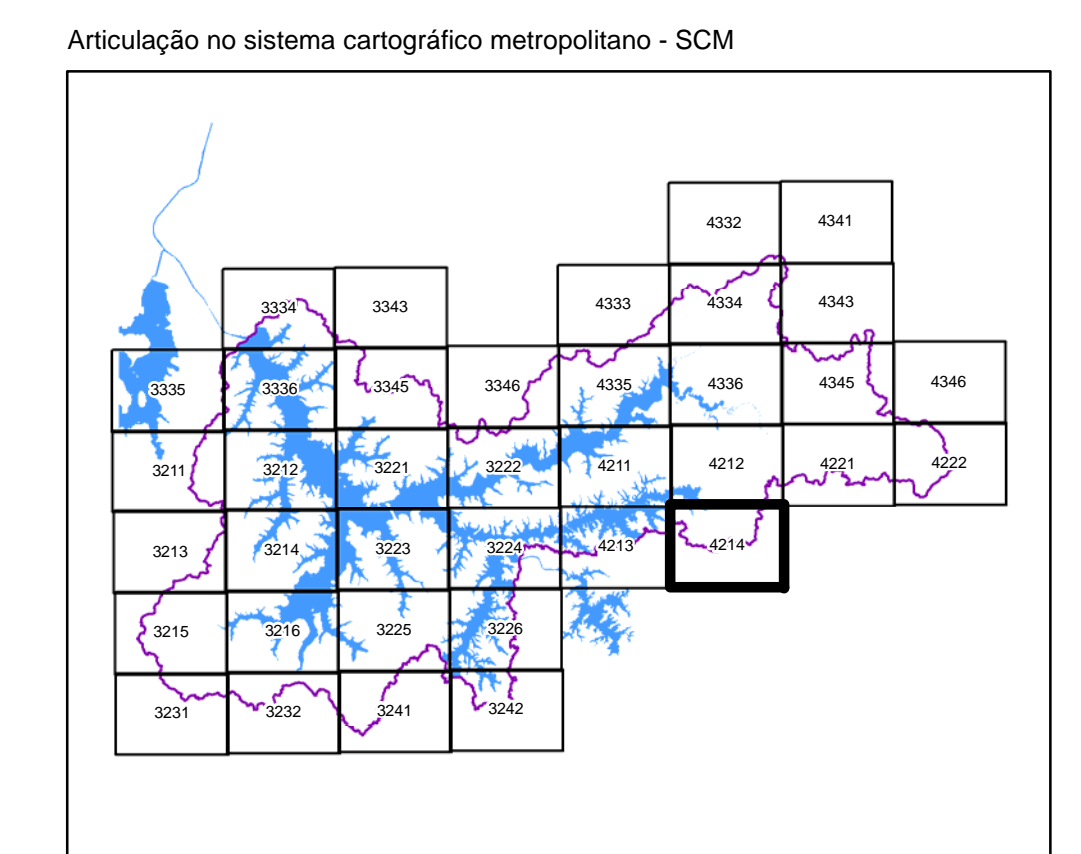 Articulação no sistema cartográfico metropolitano - SCM
4332 4341
3334 3343 4333 4334 4343
3335 3336 3345 3346 4335 4336 4345 4346
3211 3212 3221 3222 4211 4212 4221 4222
3213 3214 3223 3224 4213 4214
3215 3216 3225 3226
3231 3232 3241 3242